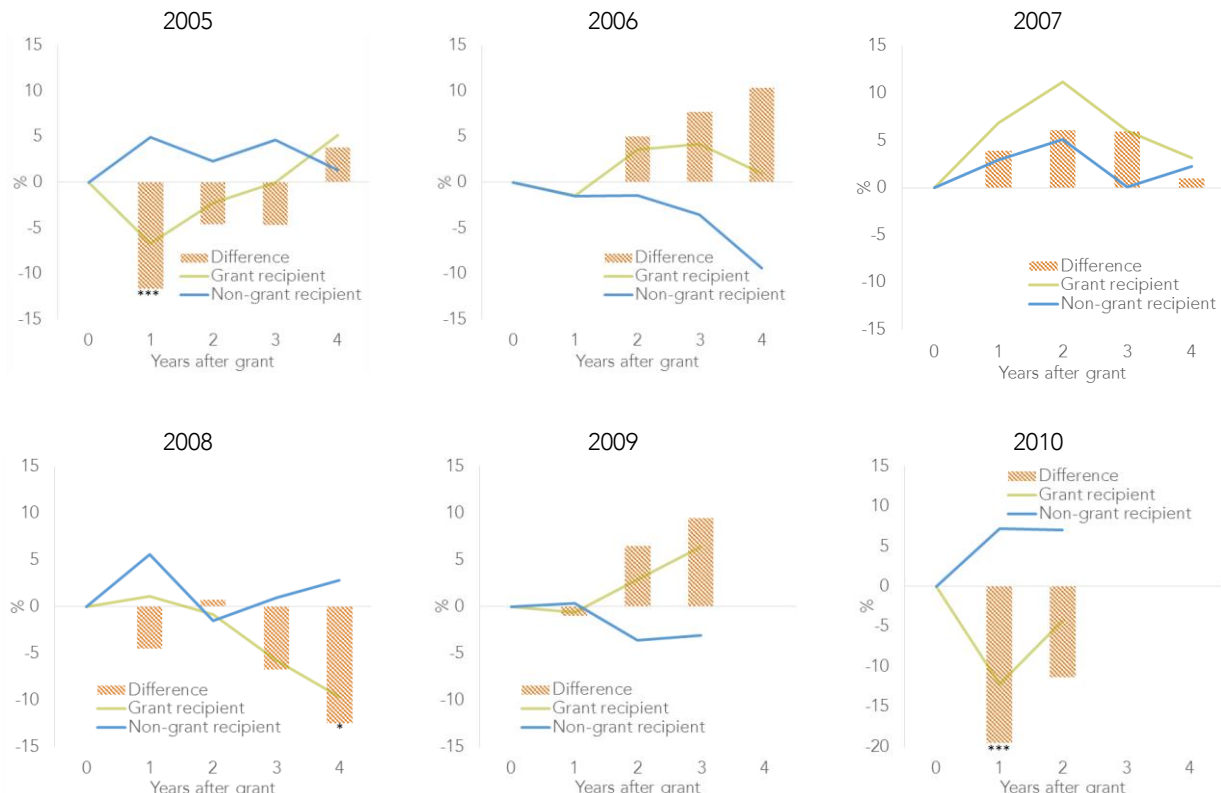 2005
15
10
5
0
-5
-10
-15
%
Difference
Grant recipient
Non-grant recipient
***
0 1 2 3 4
Years after grant
2006
15
10
5
0
-5
-10
-15
%
Difference
Grant recipient
Non-grant recipient
0 1 2 3 4
Years after grant
2007
15
10
5
0
-5
-10
-15
%
Difference
Grant recipient
Non-grant recipient
0 1 2 3 4
Years after grant
2008
15
10
5
0
-5
-10
-15
%
Difference
Grant recipient
Non-grant recipient
*
0 1 2 3 4
Years after grant
2009
15
10
5
0
-5
-10
-15
%
Difference
Grant recipient
Non-grant recipient
0 1 2 3 4
Years after grant
2010
15
10
5
0
-5
-10
-15
-20
%
Difference
Grant recipient
Non-grant recipient
***
0 1 2 3 4
Years after grant